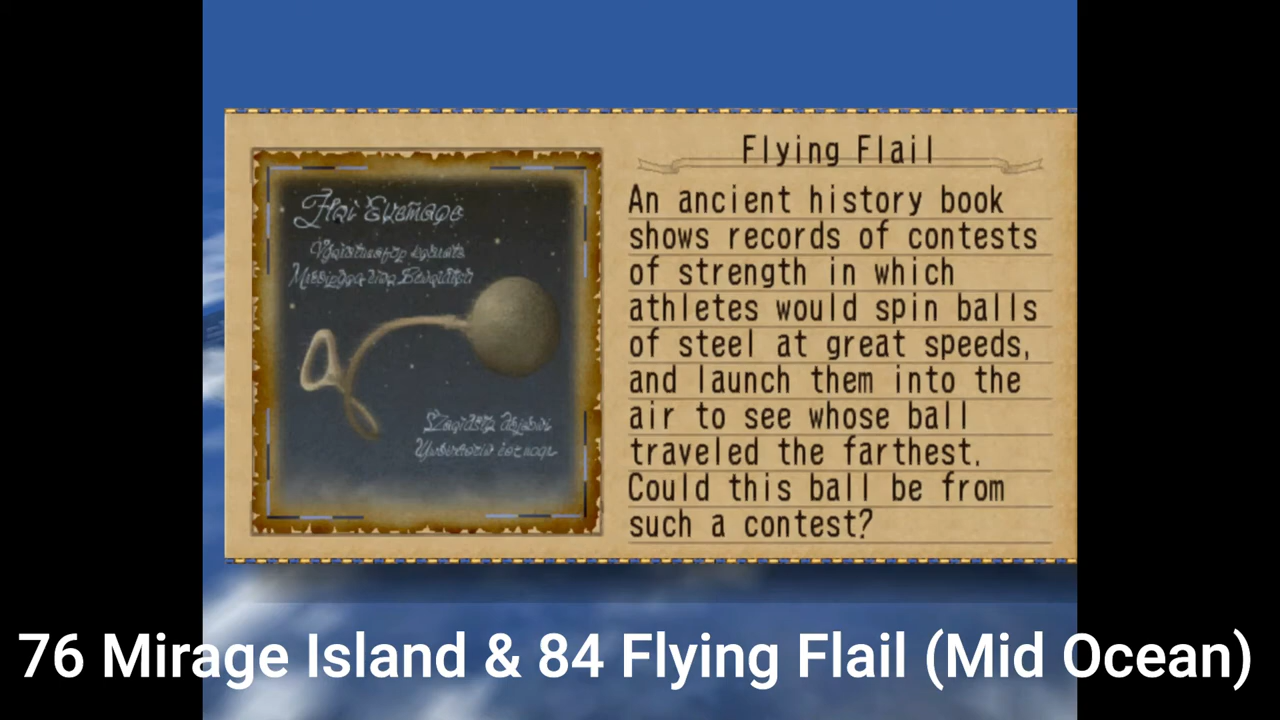 Flying Flail
An ancient history book
shows records of contests
of strength in which
athletes would spin balls
of steel at great speeds,
and launch them into the
air to see whose ball
traveled the farthest.
Could this ball be from
such a contest?
76 Mirage Island & 84 Flying Flail (Mid Ocean)